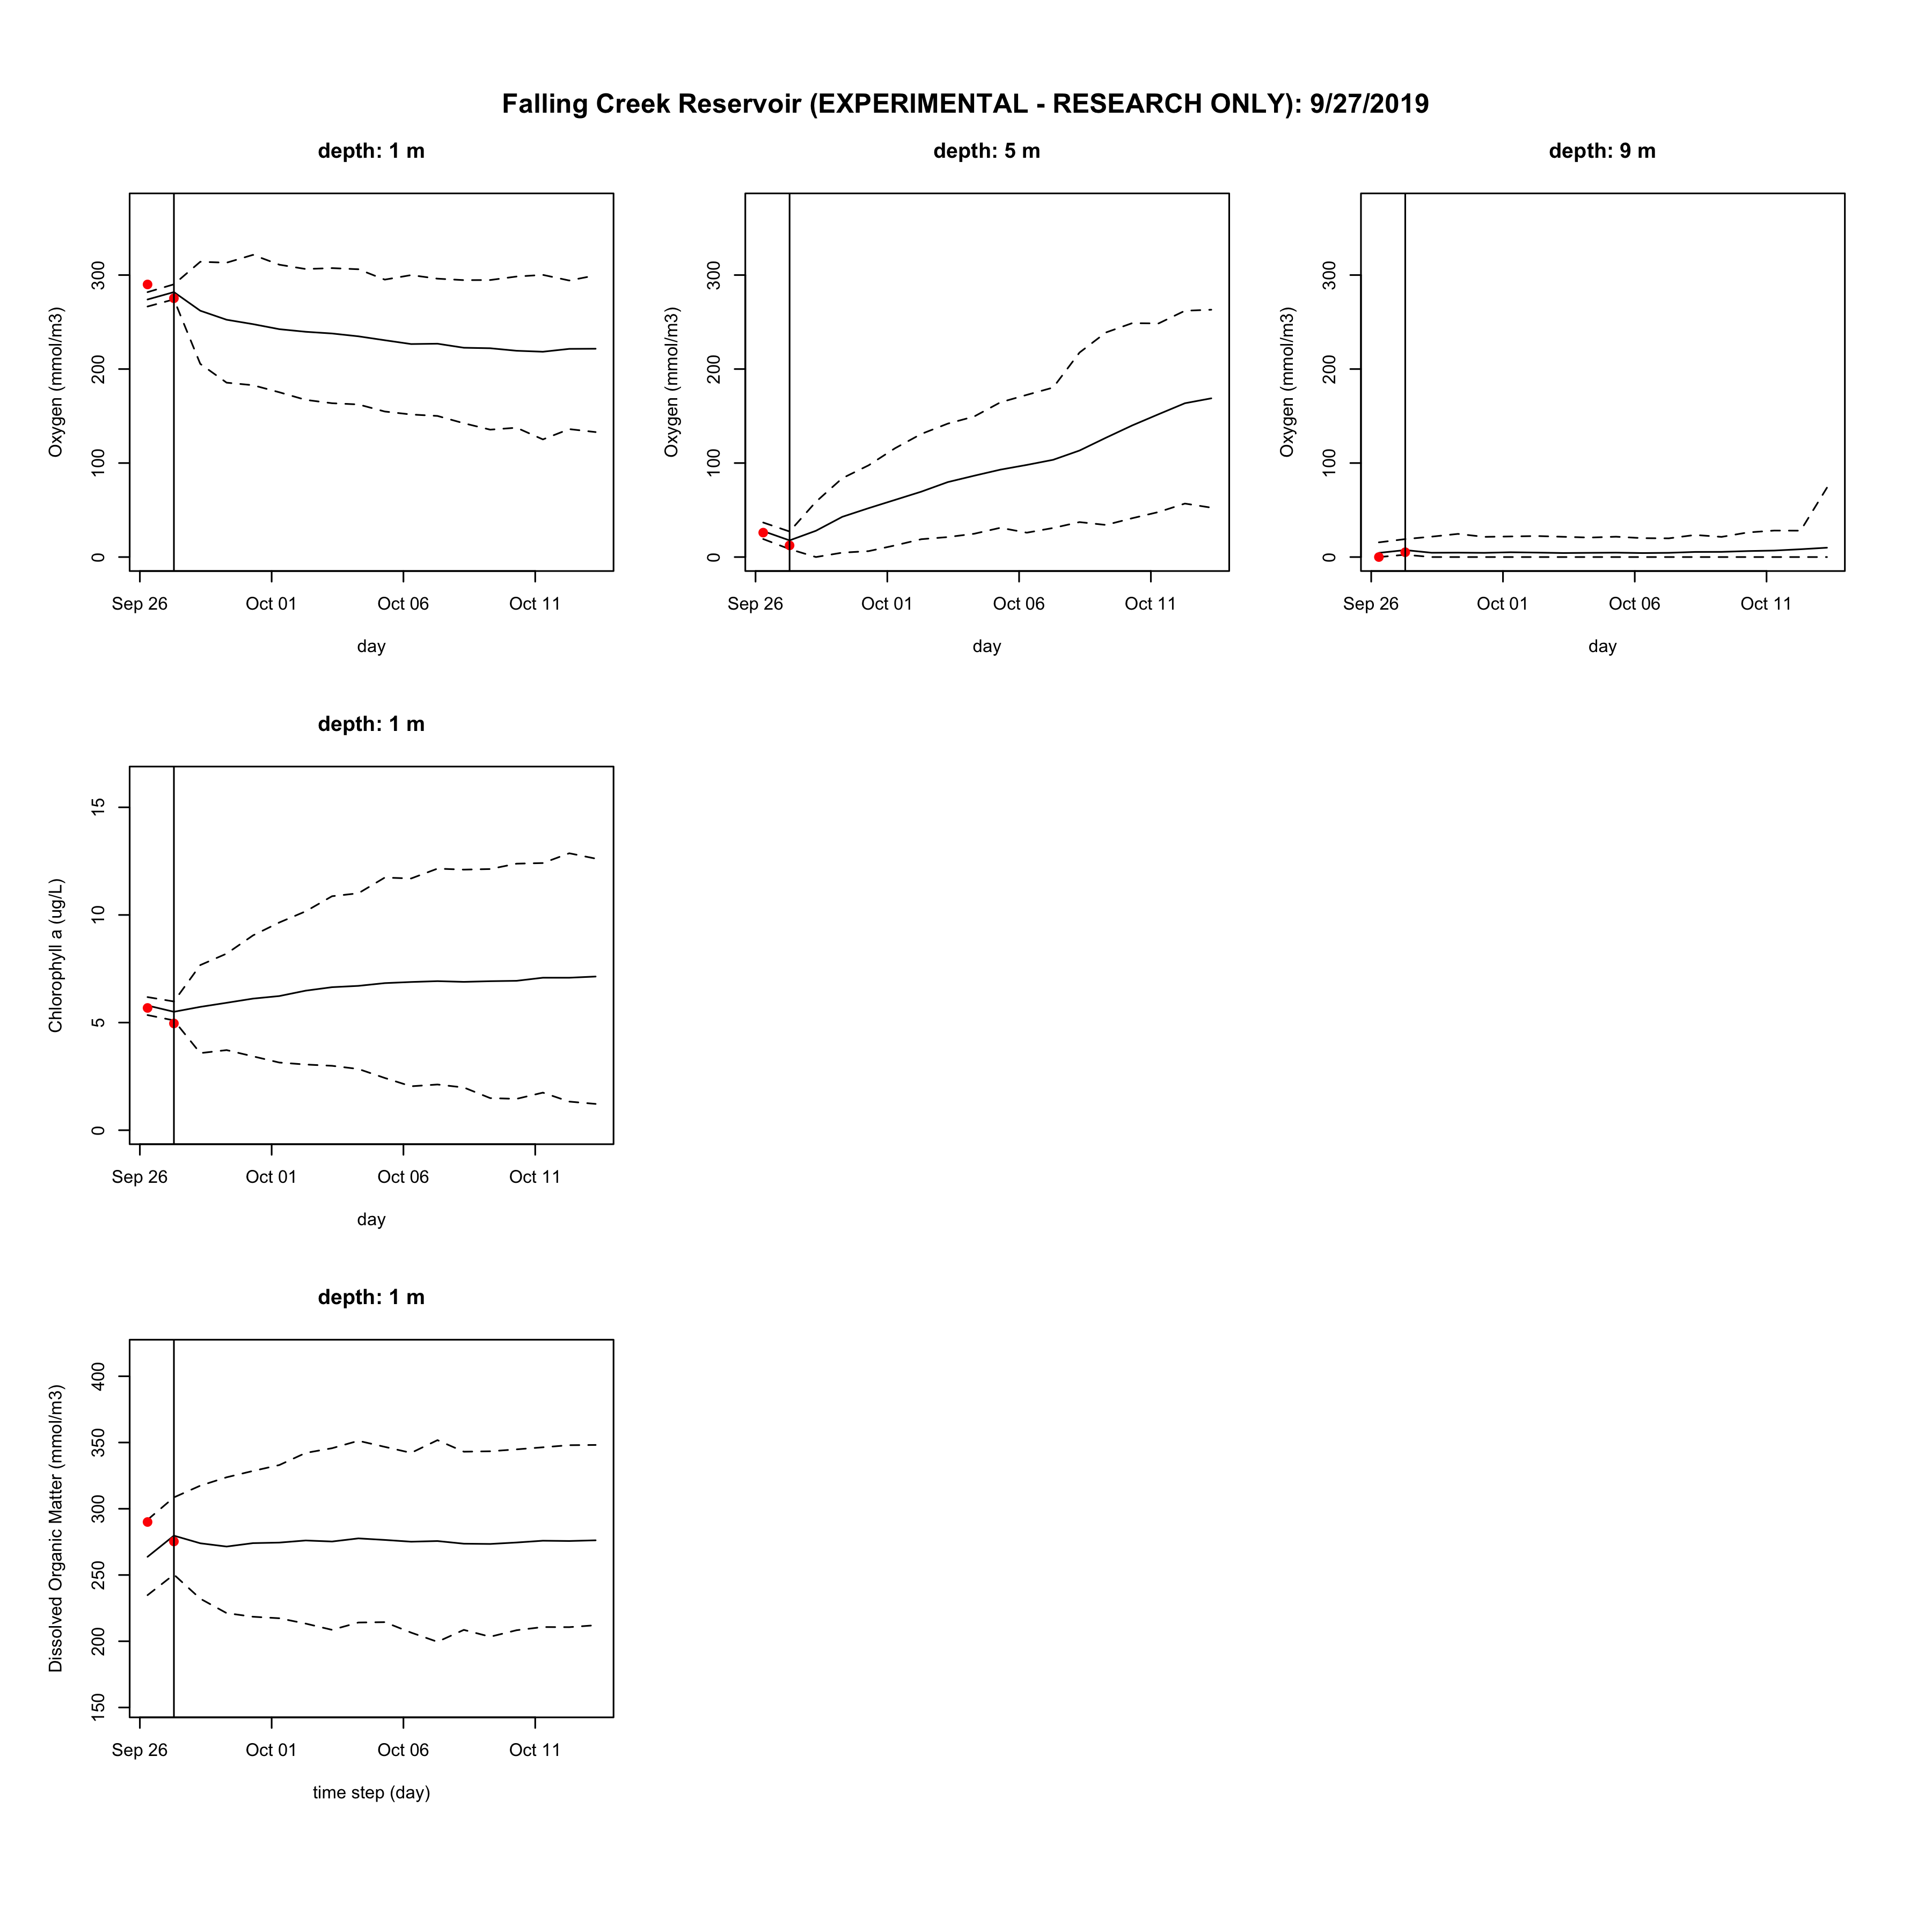 Falling Creek Reservoir (EXPERIMENTAL - RESEARCH ONLY): 9/27/2019
depth: 1 m
Oxygen (mmol/m3)
300
200
100
0
Sep 26 Oct 01 Oct 06 Oct 11
day
depth: 5 m
Oxygen (mmol/m3)
300
200
100
0
Sep 26 Oct 01 Oct 06 Oct 11
day
depth: 9 m
Oxygen (mmol/m3)
300
200
100
0
Sep 26 Oct 01 Oct 06 Oct 11
day
depth: 1 m
Chlorophyll a (ug/L)
15
10
5
0
Sep 26 Oct 01 Oct 06 Oct 11
day
depth: 1 m
Dissolved Organic Matter (mmol/m3)
400
350
300
250
200
150
Sep 26 Oct 01 Oct 06 Oct 11
time step (day)